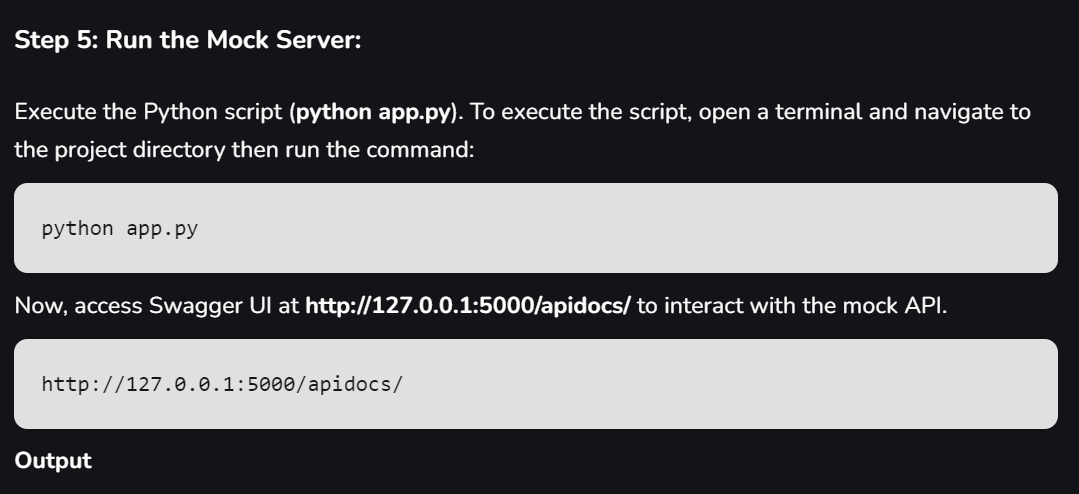 Step 5: Run the Mock Server:
Execute the Python script (python app.py). To execute the script, open a terminal and navigate to
the project directory then run the command:
python app.py
Now, access Swagger UI at http://127.0.0.1:5000/apidocs/ to interact with the mock API.
http://127.0.0.1:5000/apidocs/
Output